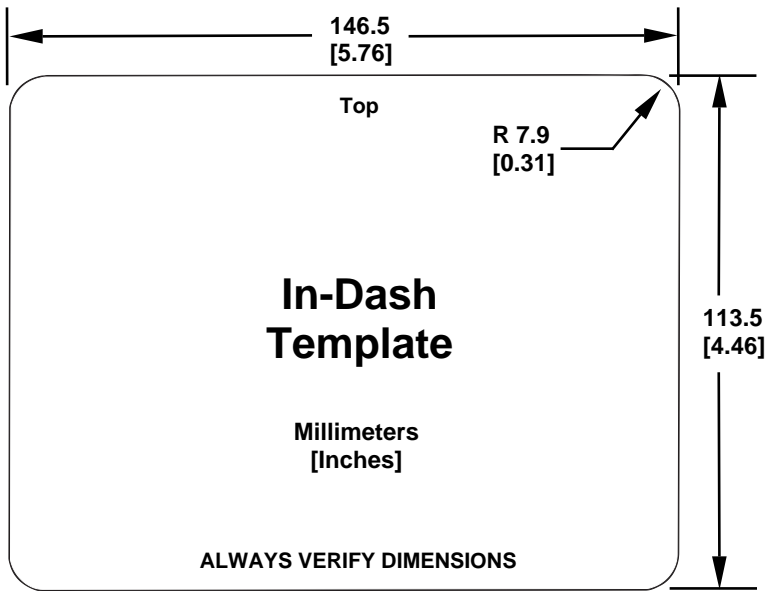 146.5
[5.76]
Top
R 7.9
[0.31]
In-Dash
Template
113.5
[4.46]
Millimeters
[Inches]
ALWAYS VERIFY DIMENSIONS